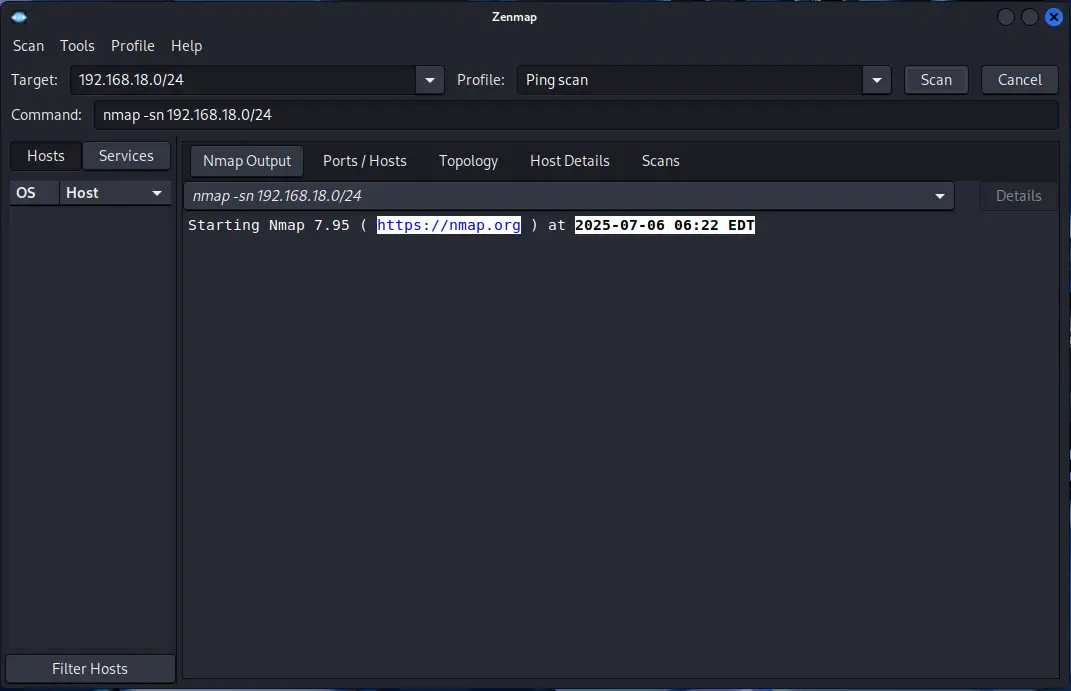 Zenmap
Scan Tools Profile Help
Target: 192.168.18.0/24 Profile: Ping scan Scan Cancel
Command: nmap -sn 192.168.18.0/24
Hosts Services Nmap Output Ports / Hosts Topology Host Details Scans
OS Host nmap -sn 192.168.18.0/24 Details
Starting Nmap 7.95 ( https://nmap.org ) at 2025-07-06 06:22 EDT
Filter Hosts